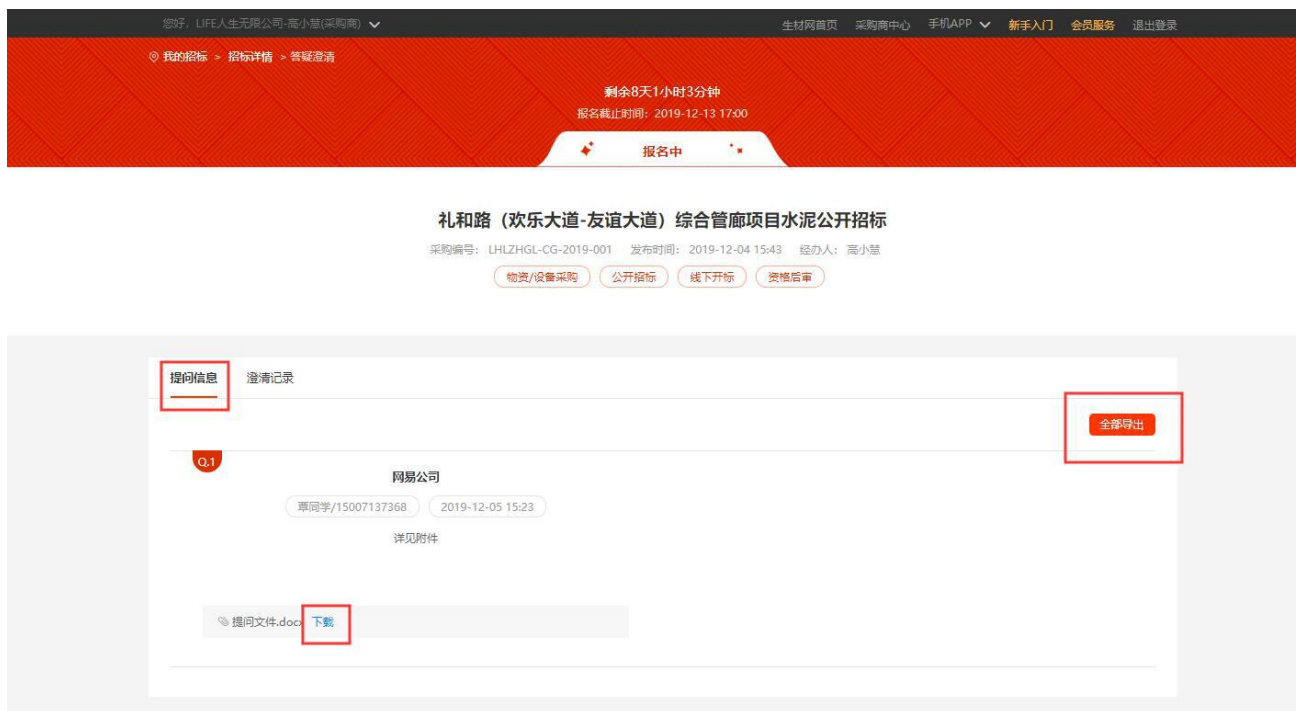 您好，LIFE人生无限公司-高小慧(采购商) 生材网首页 采购商中心 手机APP 新手入门 会员服务 退出登录
我的招标 > 招标详情 > 答疑澄清
剩余8天1小时3分钟
报名截止时间：2019-12-13 17:00
报名中
礼和路（欢乐大道-友谊大道）综合管廊项目水泥公开招标
采购编号：LHLZHGL-CG-2019-001 发布时间：2019-12-04 15:43 经办人：高小慧
物资/设备采购 公开招标 线下开标 资格后审
提问信息 澄清记录
全部导出
Q.1
网易公司
覃同学/15007137368 2019-12-05 15:23
详见附件
提问文件.docx 下载